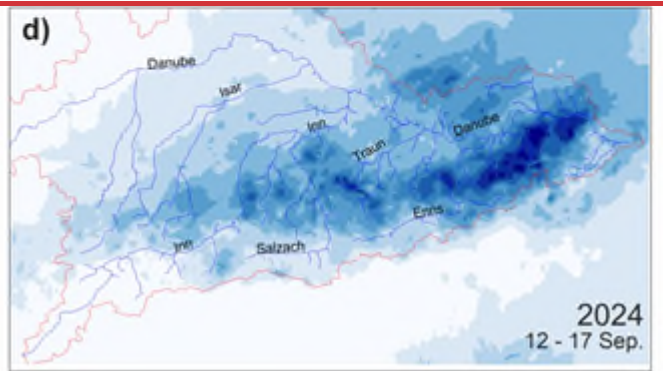 d)
Danube
Isar
Inn
Traun
Danube
Enns
Inn
Salzach
2024
12 - 17 Sep.